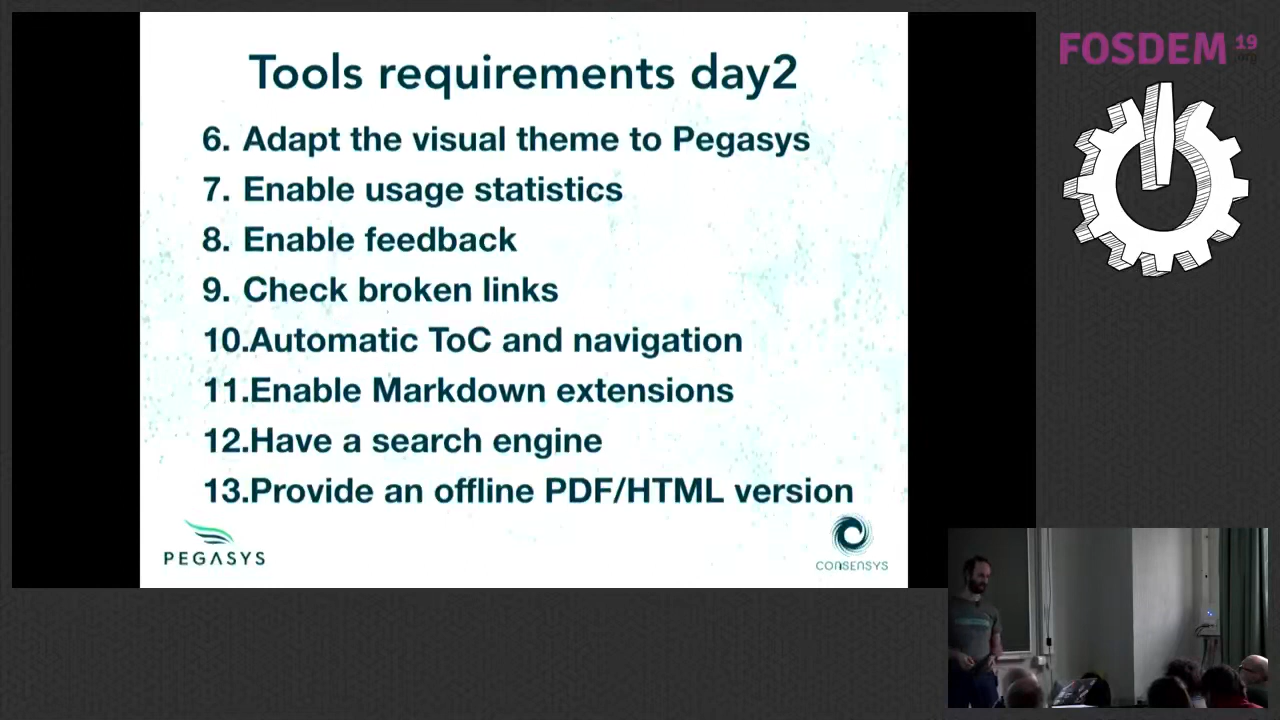 Tools requirements day2
6. Adapt the visual theme to Pegasys
7. Enable usage statistics
8. Enable feedback
9. Check broken links
10.Automatic ToC and navigation
11.Enable Markdown extensions
12.Have a search engine
13.Provide an offline PDF/HTML version
PEGASYS
CONSENSYS
FOSDEM 19
.org